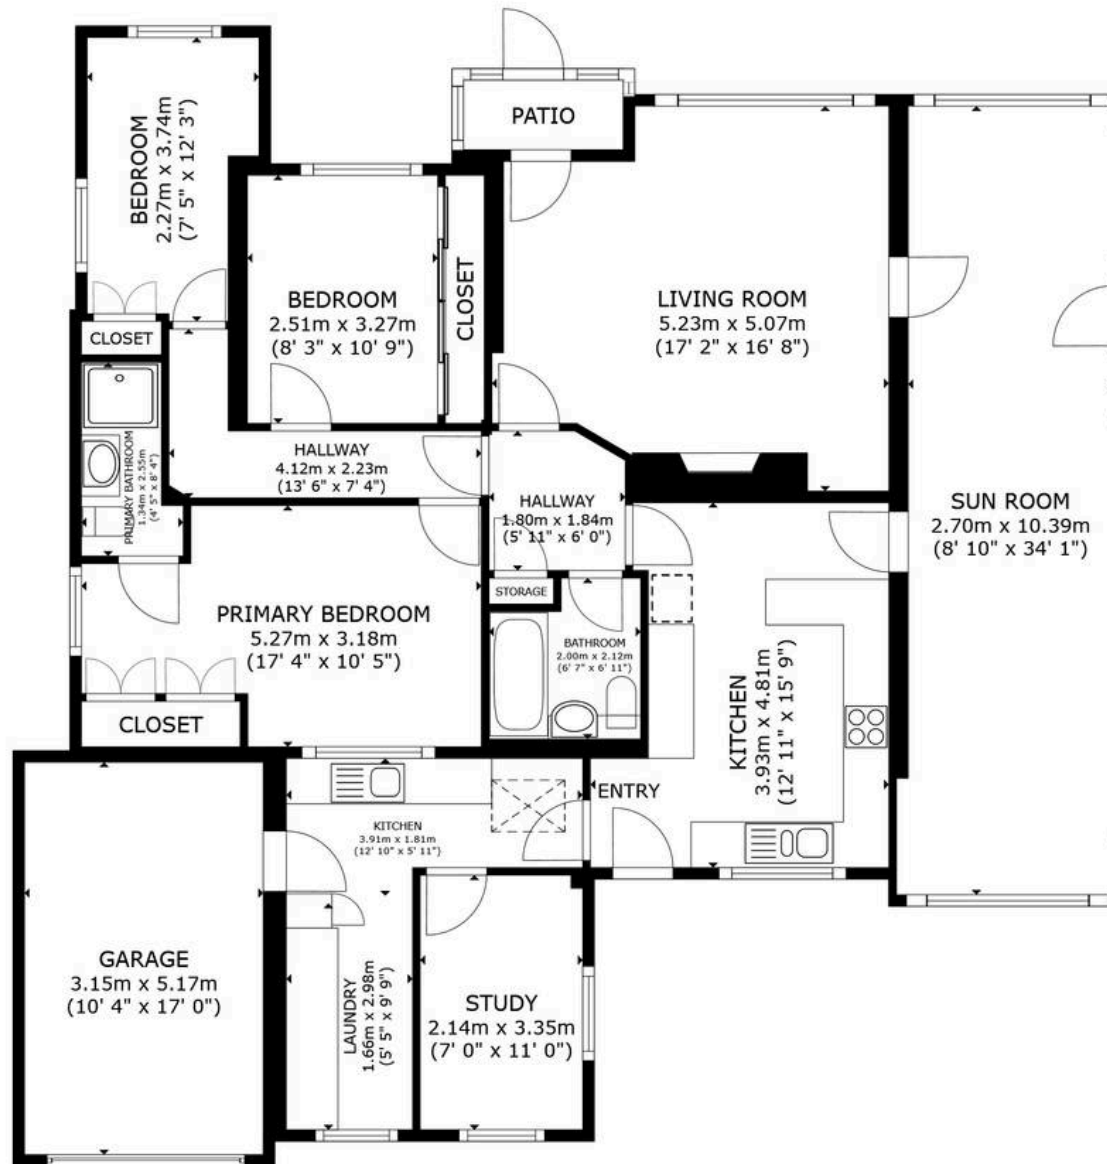 BEDROOM
2.27m x 3.74m
(7' 5" x 12' 3")
PATIO
BEDROOM
2.51m x 3.27m
(8' 3" x 10' 9")
CLOSET
LIVING ROOM
5.23m x 5.07m
(17' 2" x 16' 8")
CLOSET
PRIMARY BATHROOM
1.34m x 2.55m
(4' 5" x 8' 4")
HALLWAY
4.12m x 2.23m
(13' 6" x 7' 4")
HALLWAY
1.80m x 1.84m
(5' 11" x 6' 0")
SUN ROOM
2.70m x 10.39m
(8' 10" x 34' 1")
STORAGE
PRIMARY BEDROOM
5.27m x 3.18m
(17' 4" x 10' 5")
BATHROOM
2.00m x 2.12m
(6' 7" x 6' 11")
KITCHEN
3.93m x 4.81m
(12' 11" x 15' 9")
CLOSET
ENTRY
KITCHEN
3.91m x 1.81m
(12' 10" x 5' 11")
GARAGE
3.15m x 5.17m
(10' 4" x 17' 0")
LAUNDRY
1.66m x 2.98m
(5' 5" x 9' 9")
STUDY
2.14m x 3.35m
(7' 0" x 11' 0")